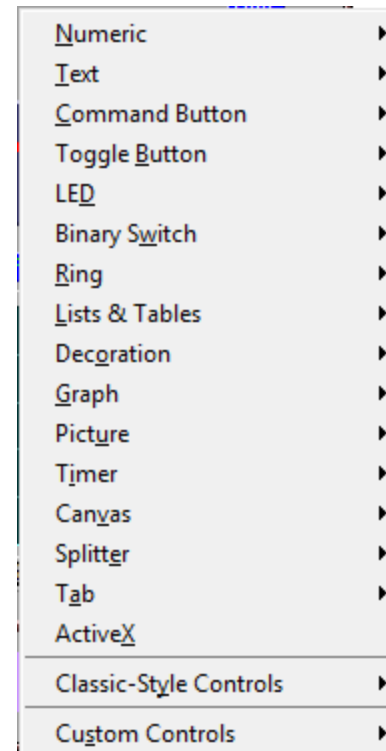 Numeric
Text
Command Button
Toggle Button
LED
Binary Switch
Ring
Lists & Tables
Decoration
Graph
Picture
Timer
Canvas
Splitter
Tab
ActiveX
Classic-Style Controls
Custom Controls